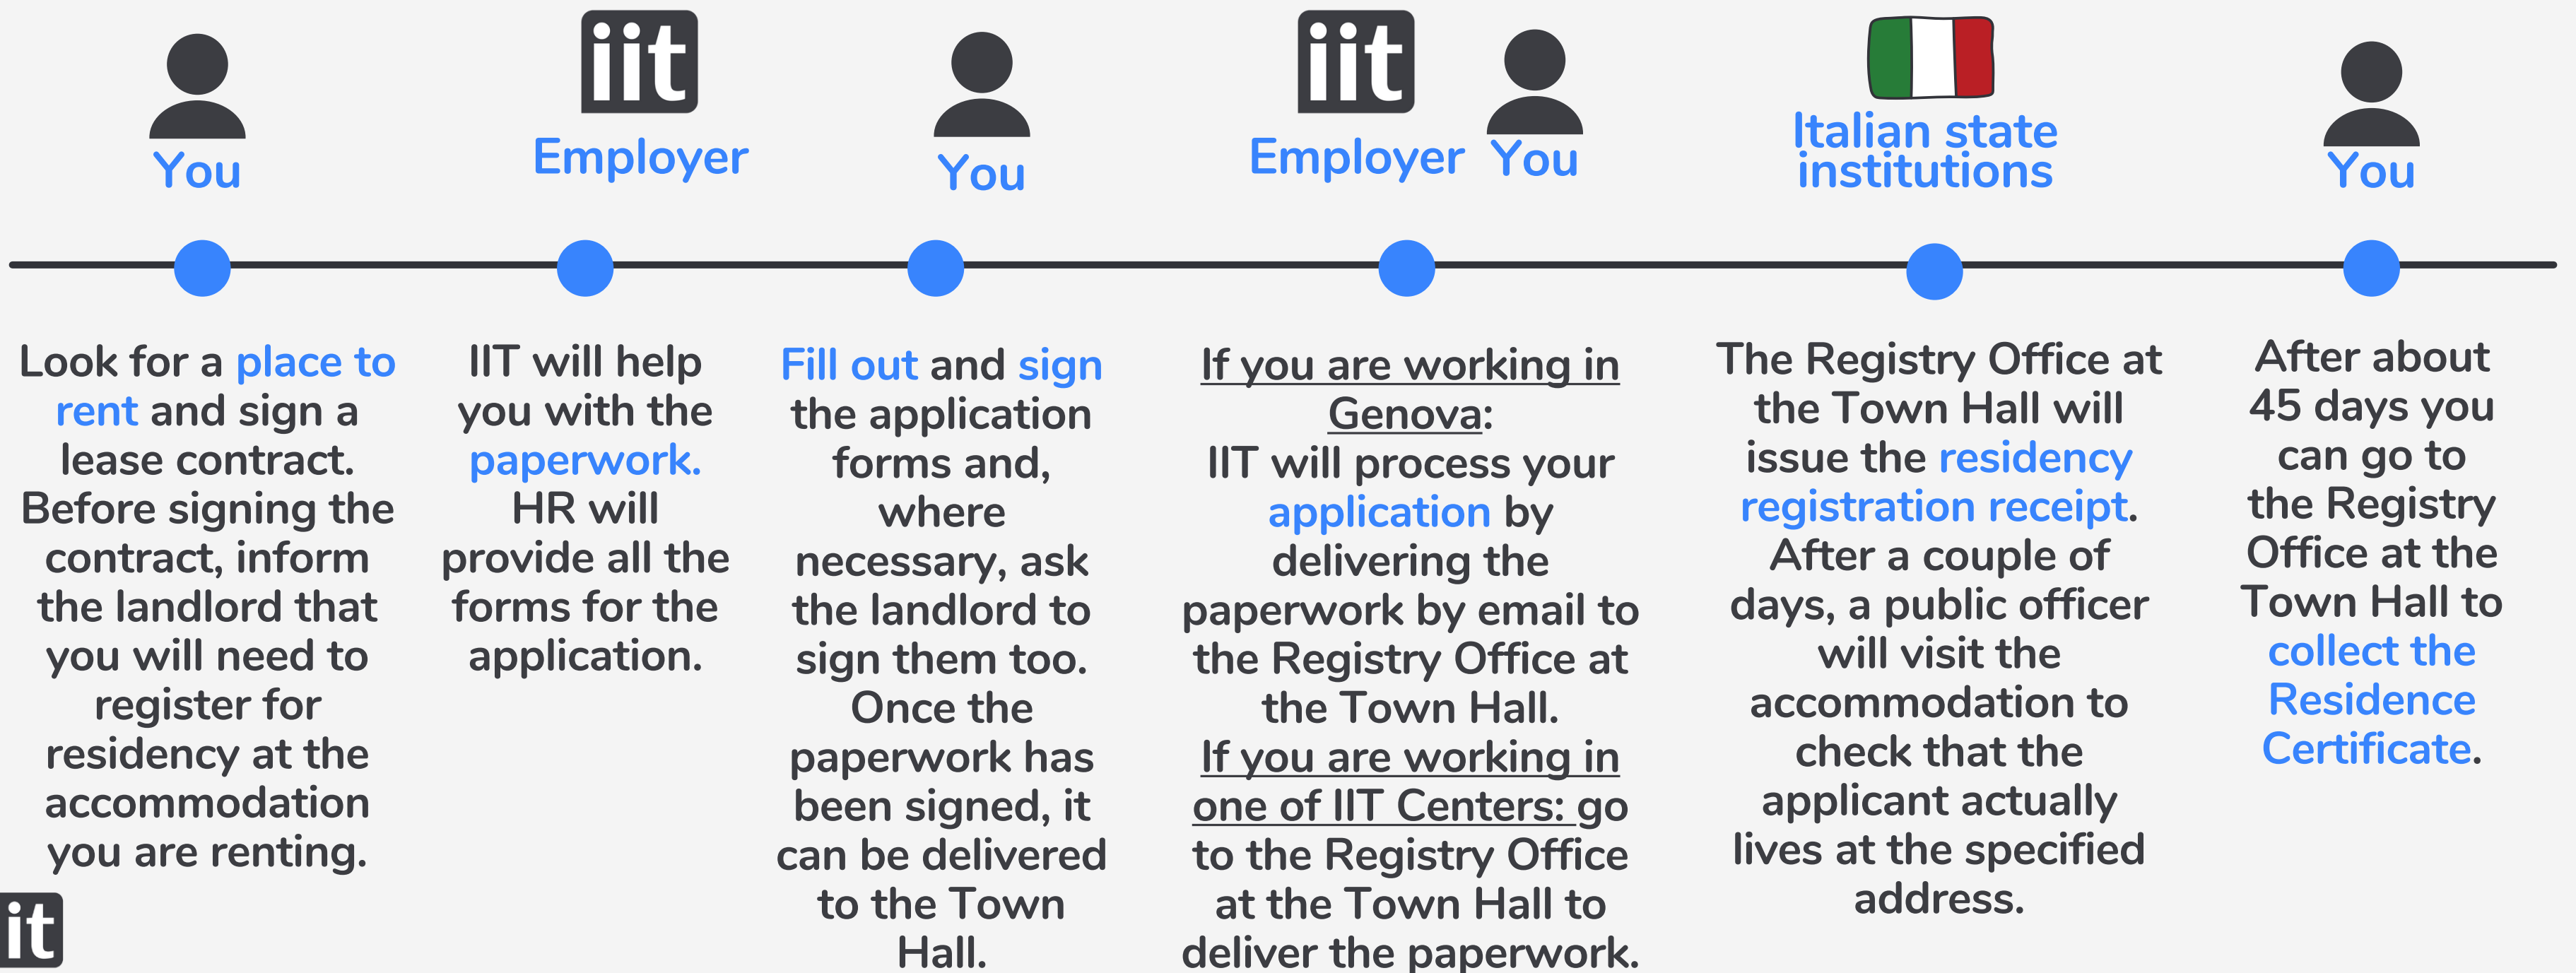 iit
iit
Employer
Employer
You
You
You
Italian state
institutions
You
Look for a place to
rent and sign a
lease contract.
Before signing the
contract, inform
the landlord that
you will need to
register for
residency at the
accommodation
you are renting.
IIT will help
you with the
paperwork.
HR will
provide all the
forms for the
application.
Fill out and sign
the application
forms and,
where
necessary, ask
the landlord to
sign them too.
Once the
paperwork has
been signed, it
can be delivered
to the Town
Hall.
If you are working in
Genova:
IIT will process your
application by
delivering the
paperwork by email to
the Registry Office at
the Town Hall.
If you are working in
one of IIT Centers: go
to the Registry Office
at the Town Hall to
deliver the paperwork.
The Registry Office at
the Town Hall will
issue the residency
registration receipt.
After a couple of
days, a public officer
will visit the
accommodation to
check that the
applicant actually
lives at the specified
address.
After about
45 days you
can go to
the Registry
Office at the
Town Hall to
collect the
Residence
Certificate.
it